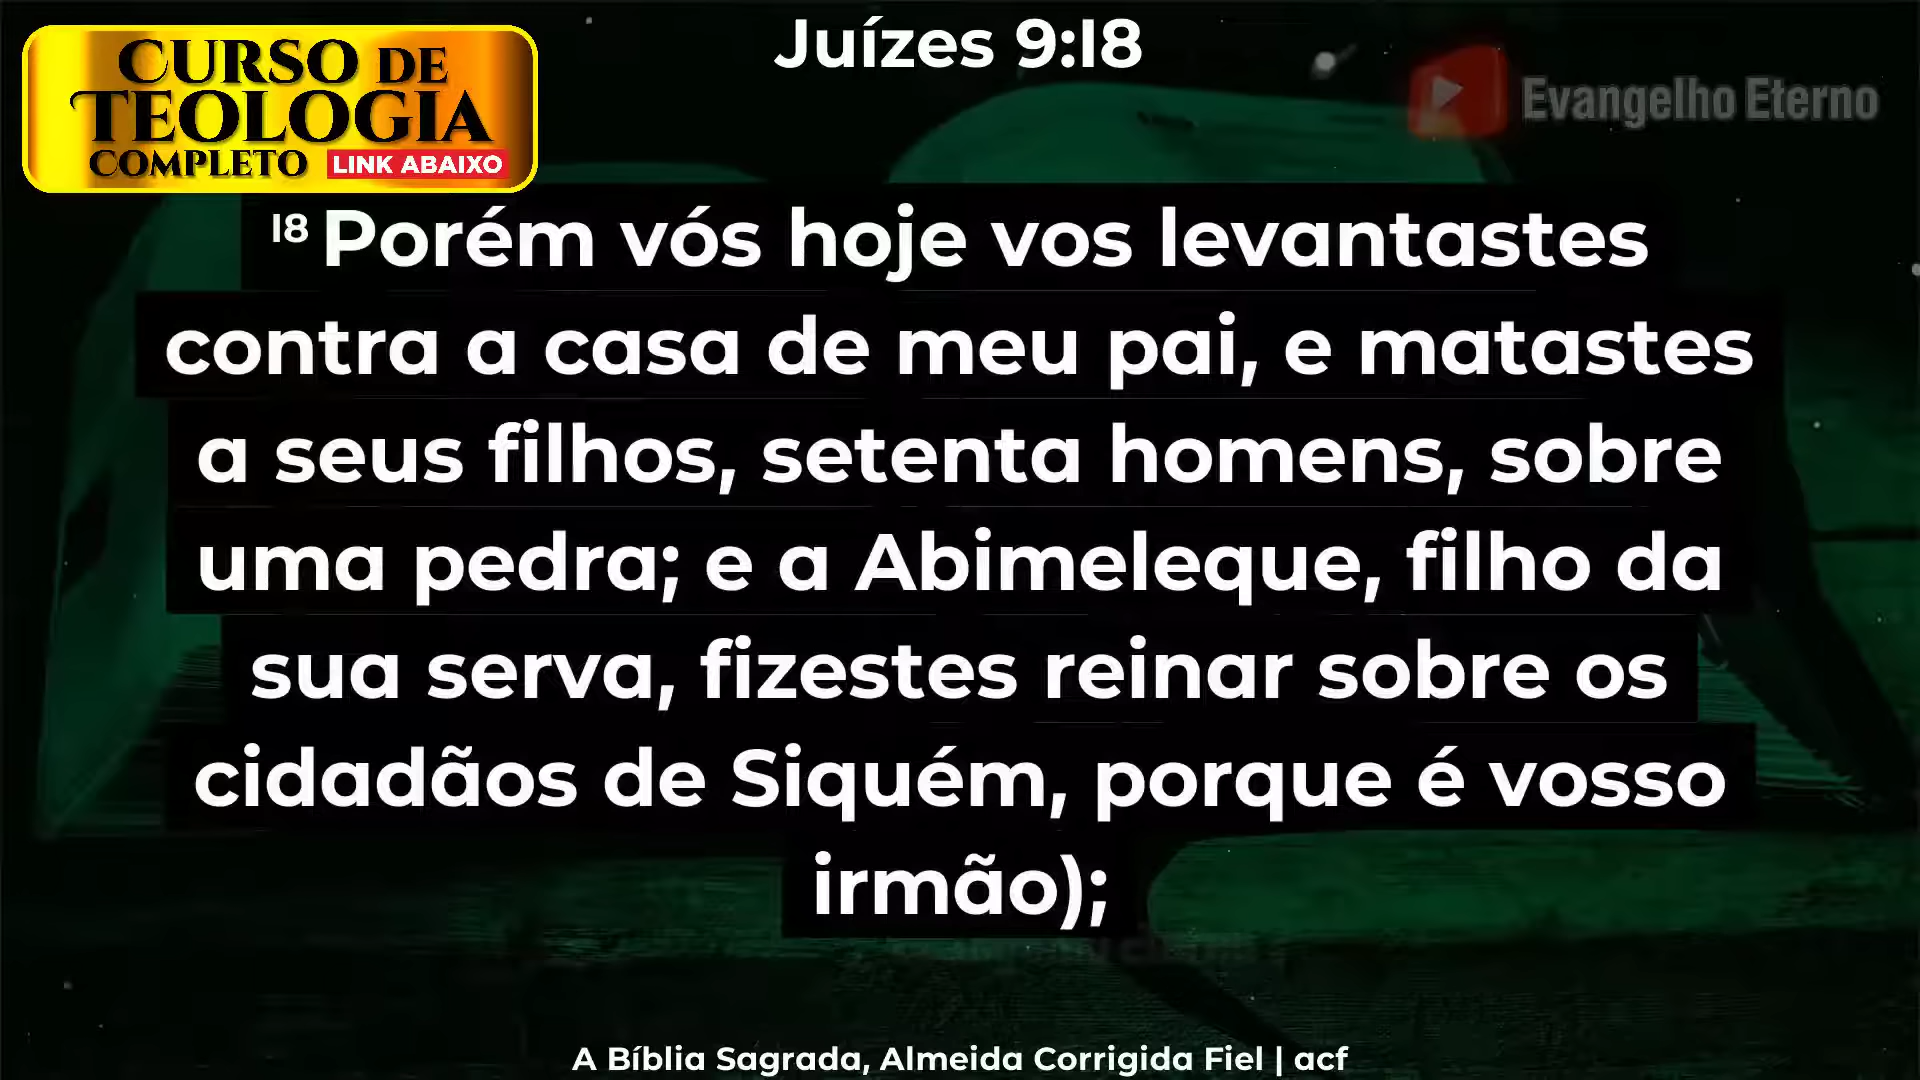 Juízes 9:18
CURSO DE
TEOLOGIA
COMPLETO LINK ABAIXO
Evangelho Eterno
18 Porém vós hoje vos levantastes
contra a casa de meu pai, e matastes
a seus filhos, setenta homens, sobre
uma pedra; e a Abimeleque, filho da
sua serva, fizestes reinar sobre os
cidadãos de Siquém, porque é vosso
irmão);
A Bíblia Sagrada, Almeida Corrigida Fiel | acf